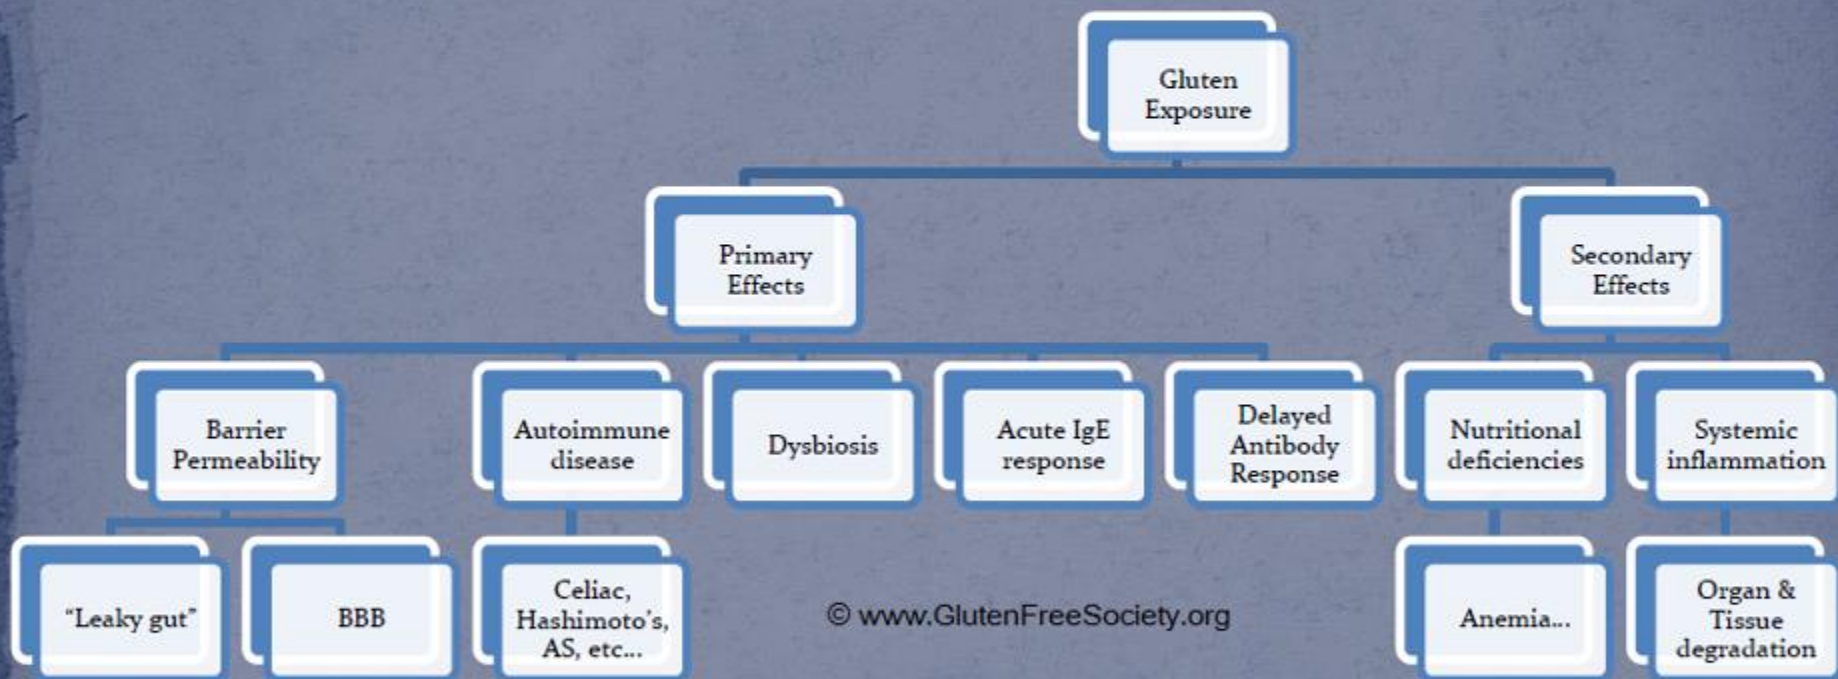 Gluten
Exposure
Primary
Effects
Secondary
Effects
Barrier
Permeability
Autoimmune
disease
Dysbiosis
Acute IgE
response
Delayed
Antibody
Response
Nutritional
deficiencies
Systemic
inflammation
“Leaky gut”
BBB
Celiac,
Hashimoto’s,
AS, etc...
Anemia...
Organ &
Tissue
degradation
© www.GlutenFreeSociety.org